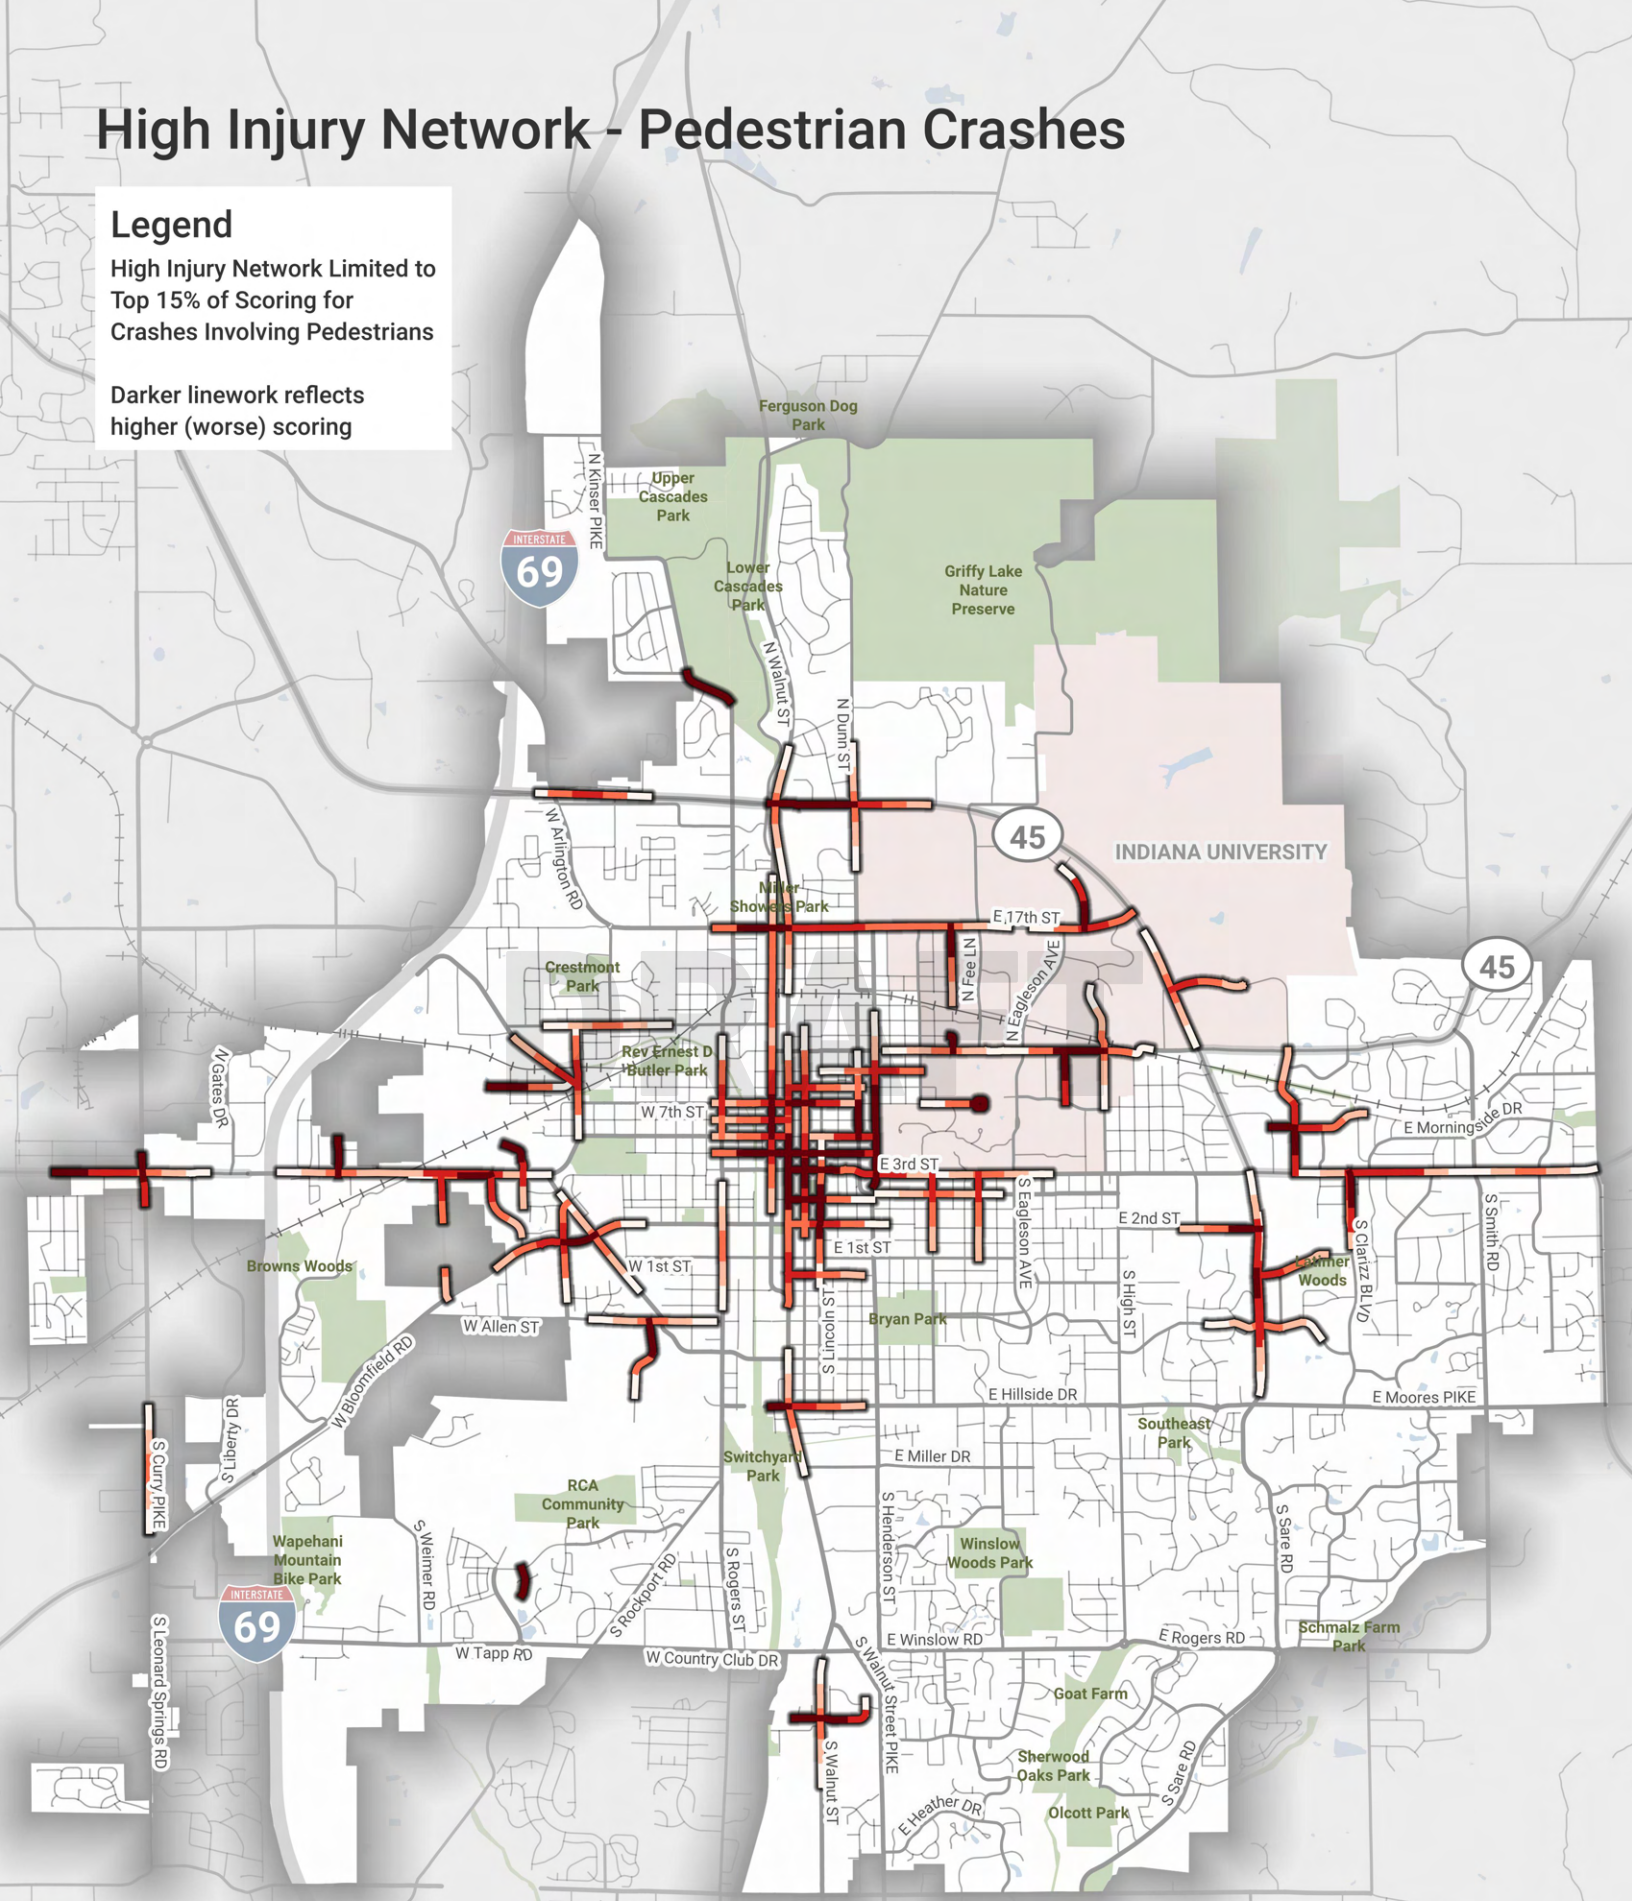 High Injury Network - Pedestrian Crashes
Legend
High Injury Network Limited to
Top 15% of Scoring for
Crashes Involving Pedestrians
Darker linework reflects
higher (worse) scoring
Ferguson Dog
Park
N Kinser PIKE
Upper
Cascades
Park
INTERSTATE
69
Lower
Cascades
Park
Griffy Lake
Nature
Preserve
N Walnut ST
N Dunn ST
45
INDIANA UNIVERSITY
W Arlington RD
Miller
Showers Park
E 17th ST
45
Crestmont
Park
DRAFT
N Fee LN
N Eagleson AVE
Rev Ernest D
Butler Park
N Gates DR
W 7th ST
E Morningside DR
E 3rd ST
S Eagleson AVE
E 2nd ST
S Smith RD
S Clarizz BLVD
E 1st ST
Browns Woods
W 1st ST
Latimer
Woods
S High ST
S Lincoln ST
Bryan Park
W Allen ST
W Bloomfield RD
E Hillside DR
E Moores PIKE
S Liberty DR
S Curry PIKE
Southeast
Park
Switchyard
Park
E Miller DR
RCA
Community
Park
S Henderson ST
S Sare RD
S Weimer RD
Wapehani
Mountain
Bike Park
Winslow
Woods Park
S Rogers ST
S Rockport RD
INTERSTATE
69
S Leonard Springs RD
Schmalz Farm
Park
E Winslow RD
E Rogers RD
W Tapp RD
W Country Club DR
S Walnut Street PIKE
Goat Farm
S Walnut ST
Sherwood
Oaks Park
S Sare RD
E Heather DR
Olcott Park